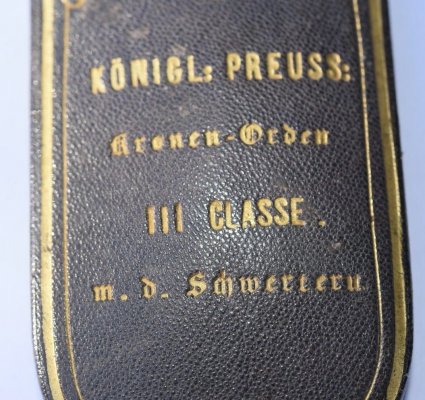 KÖNIGL: PREUSS:
Kronen-Orden
III CLASSE.
m. d. Schwertern